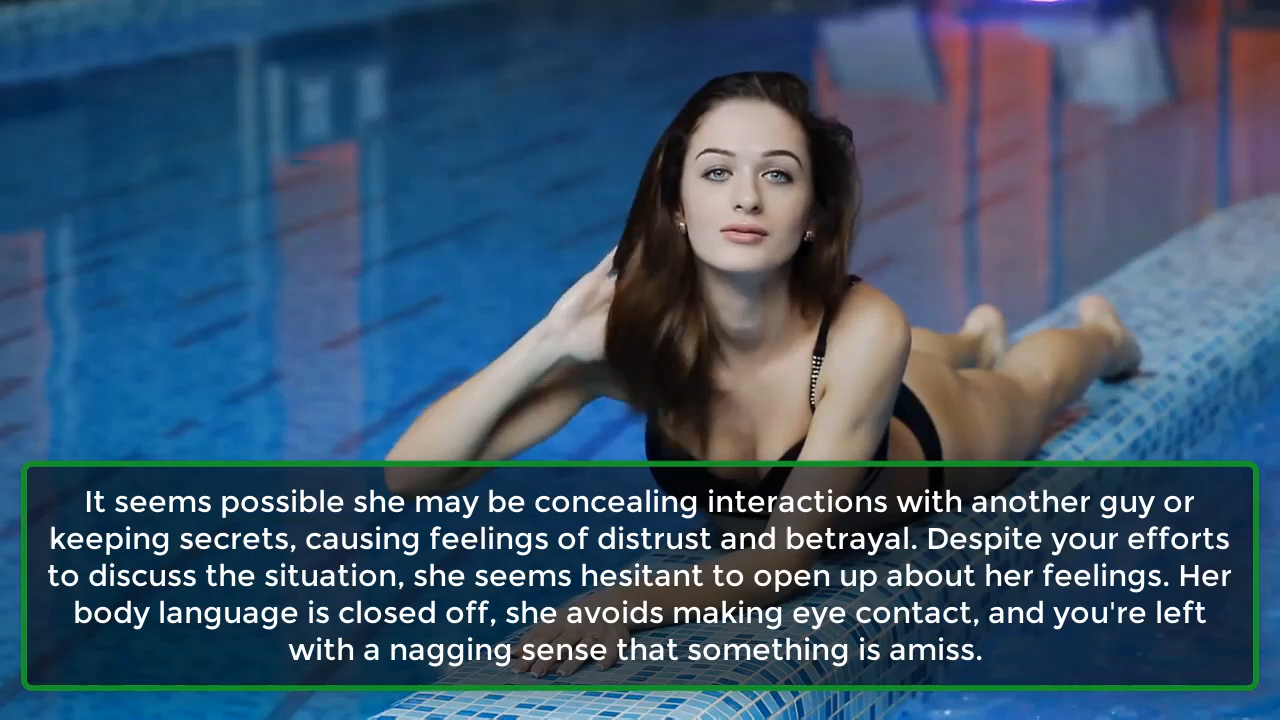 It seems possible she may be concealing interactions with another guy or
keeping secrets, causing feelings of distrust and betrayal. Despite your efforts
to discuss the situation, she seems hesitant to open up about her feelings. Her
body language is closed off, she avoids making eye contact, and you're left
with a nagging sense that something is amiss.